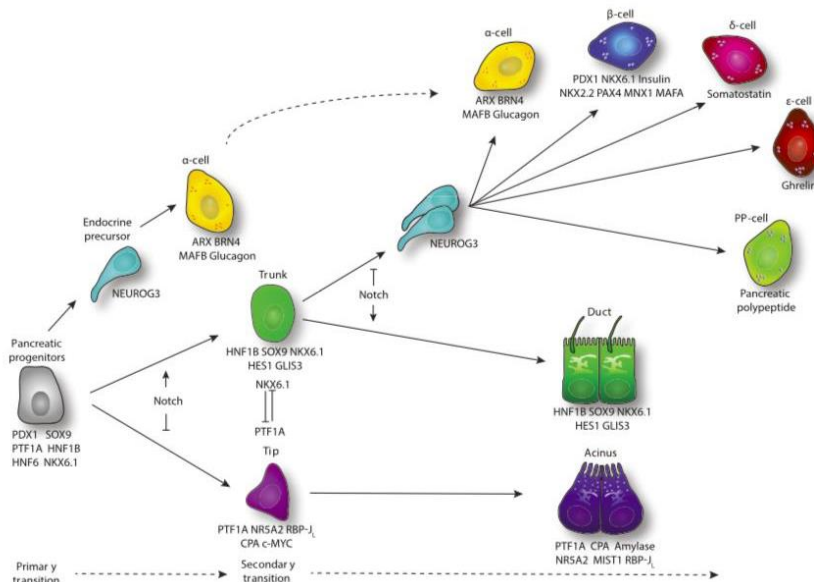 α-cell
ARX BRN4
MAFB Glucagon
β-cell
PDX1 NKX6.1 Insulin
NKX2.2 PAX4 MNX1 MAFA
δ-cell
Somatostatin
ε-cell
Ghrelin
α-cell
ARX BRN4
MAFB Glucagon
Endocrine
precursor
NEUROG3
NEUROG3
PP-cell
Pancreatic
polypeptide
Trunk
HNF1B SOX9 NKX6.1
HES1 GLIS3
Notch
Duct
HNF1B SOX9 NKX6.1
HES1 GLIS3
Pancreatic
progenitors
PDX1 SOX9
PTF1A HNF1B
HNF6 NKX6.1
Notch
NKX6.1
PTF1A
Tip
PTF1A NR5A2 RBP-JL
CPA c-MYC
Acinus
PTF1A CPA Amylase
NR5A2 MIST1 RBP-JL
Primar y
transition
Secondar y
transition